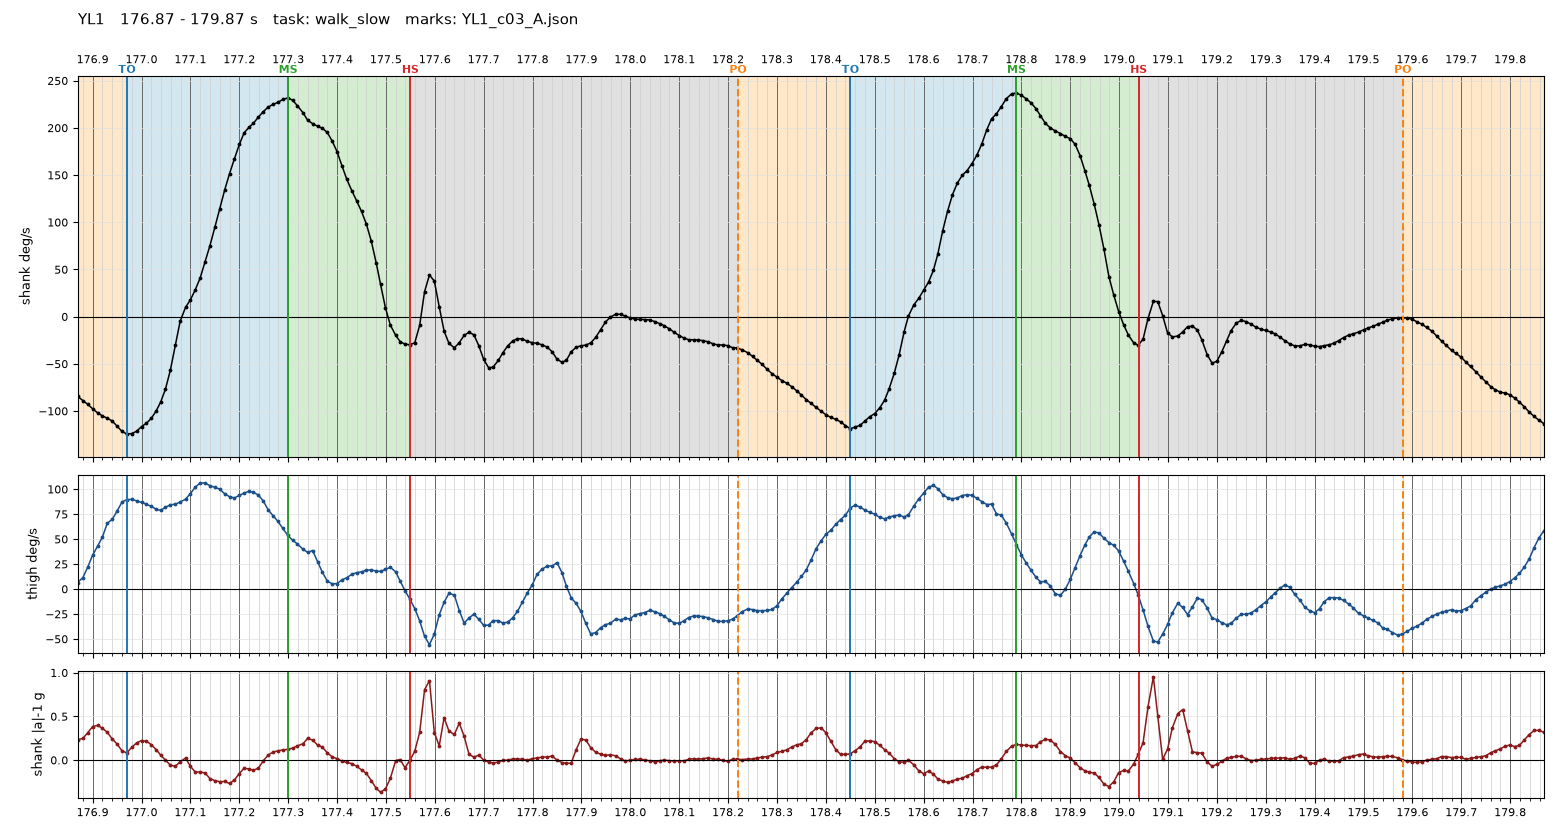 YL1 176.87 - 179.87 s task: walk_slow marks: YL1_c03_A.json
176.9 177.0 177.1 177.2 177.3 177.4 177.5 177.6 177.7 177.8 177.9 178.0 178.1 178.2 178.3 178.4 178.5 178.6 178.7 178.8 178.9 179.0 179.1 179.2 179.3 179.4 179.5 179.6 179.7 179.8
TO MS HS PO TO MS HS PO
250
200
150
100
50
0
−50
−100
shank deg/s
100
75
50
25
0
−25
−50
thigh deg/s
1.0
0.5
0.0
shank |a|-1 g
176.9 177.0 177.1 177.2 177.3 177.4 177.5 177.6 177.7 177.8 177.9 178.0 178.1 178.2 178.3 178.4 178.5 178.6 178.7 178.8 178.9 179.0 179.1 179.2 179.3 179.4 179.5 179.6 179.7 179.8